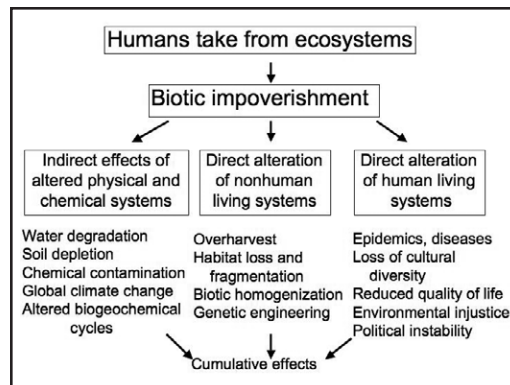 Humans take from ecosystems
Biotic impoverishment
Indirect effects of
altered physical and
chemical systems
Water degradation
Soil depletion
Chemical contamination
Global climate change
Altered biogeochemical
cycles
Direct alteration
of nonhuman
living systems
Overharvest
Habitat loss and
fragmentation
Biotic homogenization
Genetic engineering
Direct alteration
of human living
systems
Epidemics, diseases
Loss of cultural
diversity
Reduced quality of life
Environmental injustice
Political instability
Cumulative effects